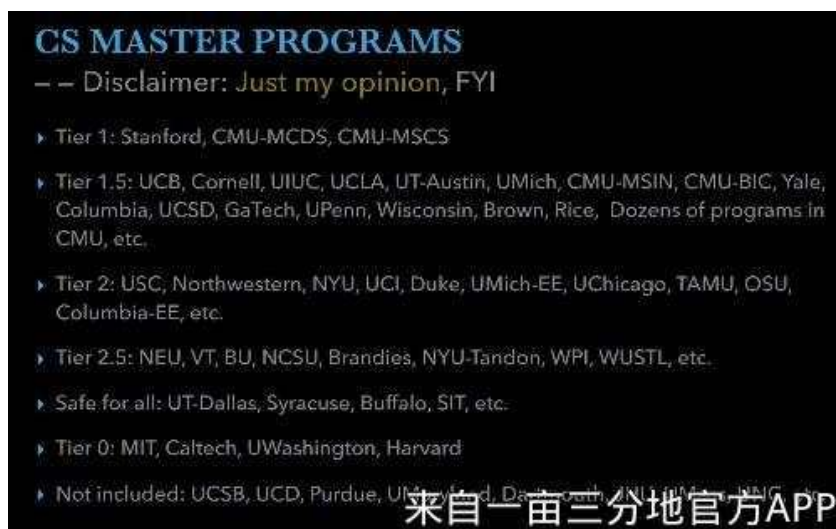 CS MASTER PROGRAMS
– – Disclaimer: Just my opinion, FYI
Tier 1: Stanford, CMU-MCDS, CMU-MSCS
Tier 1.5: UCB, Cornell, UIUC, UCLA, UT-Austin, UMich, CMU-MSIN, CMU-BIC, Yale,
Columbia, UCSD, GaTech, UPenn, Wisconsin, Brown, Rice, Dozens of programs in
CMU, etc.
Tier 2: USC, Northwestern, NYU, UCI, Duke, UMich-EE, UChicago, TAMU, OSU,
Columbia-EE, etc.
Tier 2.5: NEU, VT, BU, NCSU, Brandies, NYU-Tandon, WPI, WUSTL, etc.
Safe for all: UT-Dallas, Syracuse, Buffalo, SIT, etc.
Tier 0: MIT, Caltech, UWashington, Harvard
Not included: UCSB, UCD, Purdue,
来自一亩三分地官方APP